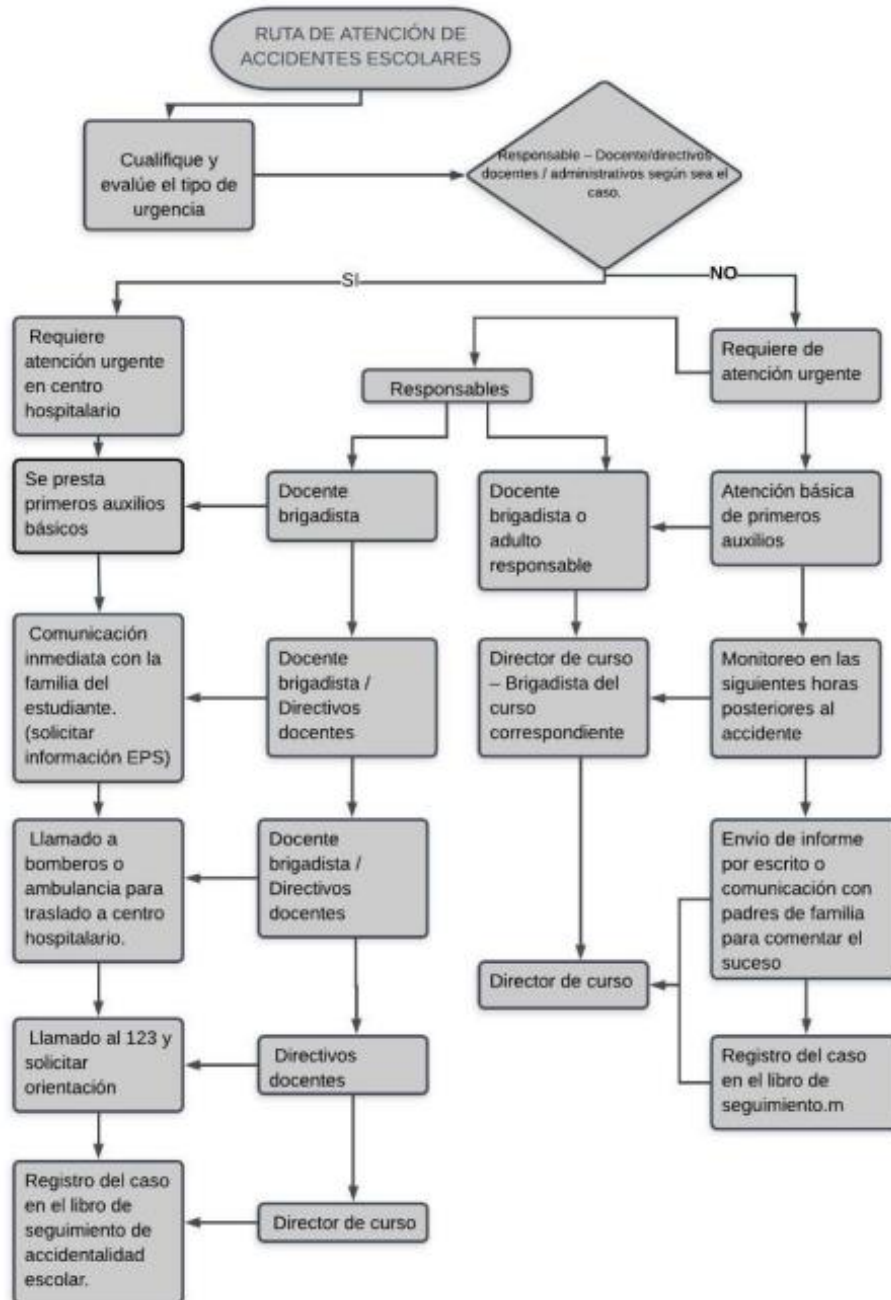 RUTA DE ATENCIÓN DE
ACCIDENTES ESCOLARES
Cualifique y
evalúe el tipo de
urgencia
Responsable – Docente/directivos
docentes / administrativos según sea el
caso.
SI
NO
Requiere
atención urgente
en centro
hospitalario
Responsables
Requiere de
atención urgente
Se presta
primeros auxilios
básicos
Docente
brigadista
Docente
brigadista o
adulto
responsable
Atención básica
de primeros
auxilios
Comunicación
inmediata con la
familia del
estudiante.
(solicitar
información EPS)
Docente
brigadista /
Directivos
docentes
Director de curso
– Brigadista del
curso
correspondiente
Monitoreo en las
siguientes horas
posteriores al
accidente
Llamado a
bomberos o
ambulancia para
traslado a centro
hospitalario.
Docente
brigadista /
Directivos
docentes
Envío de informe
por escrito o
comunicación con
padres de familia
para comentar el
suceso
Director de curso
Llamado al 123 y
solicitar
orientación
Directivos
docentes
Registro del caso
en el libro de
seguimiento.m
Registro del caso
en el libro de
seguimiento de
accidentalidad
escolar.
Director de curso